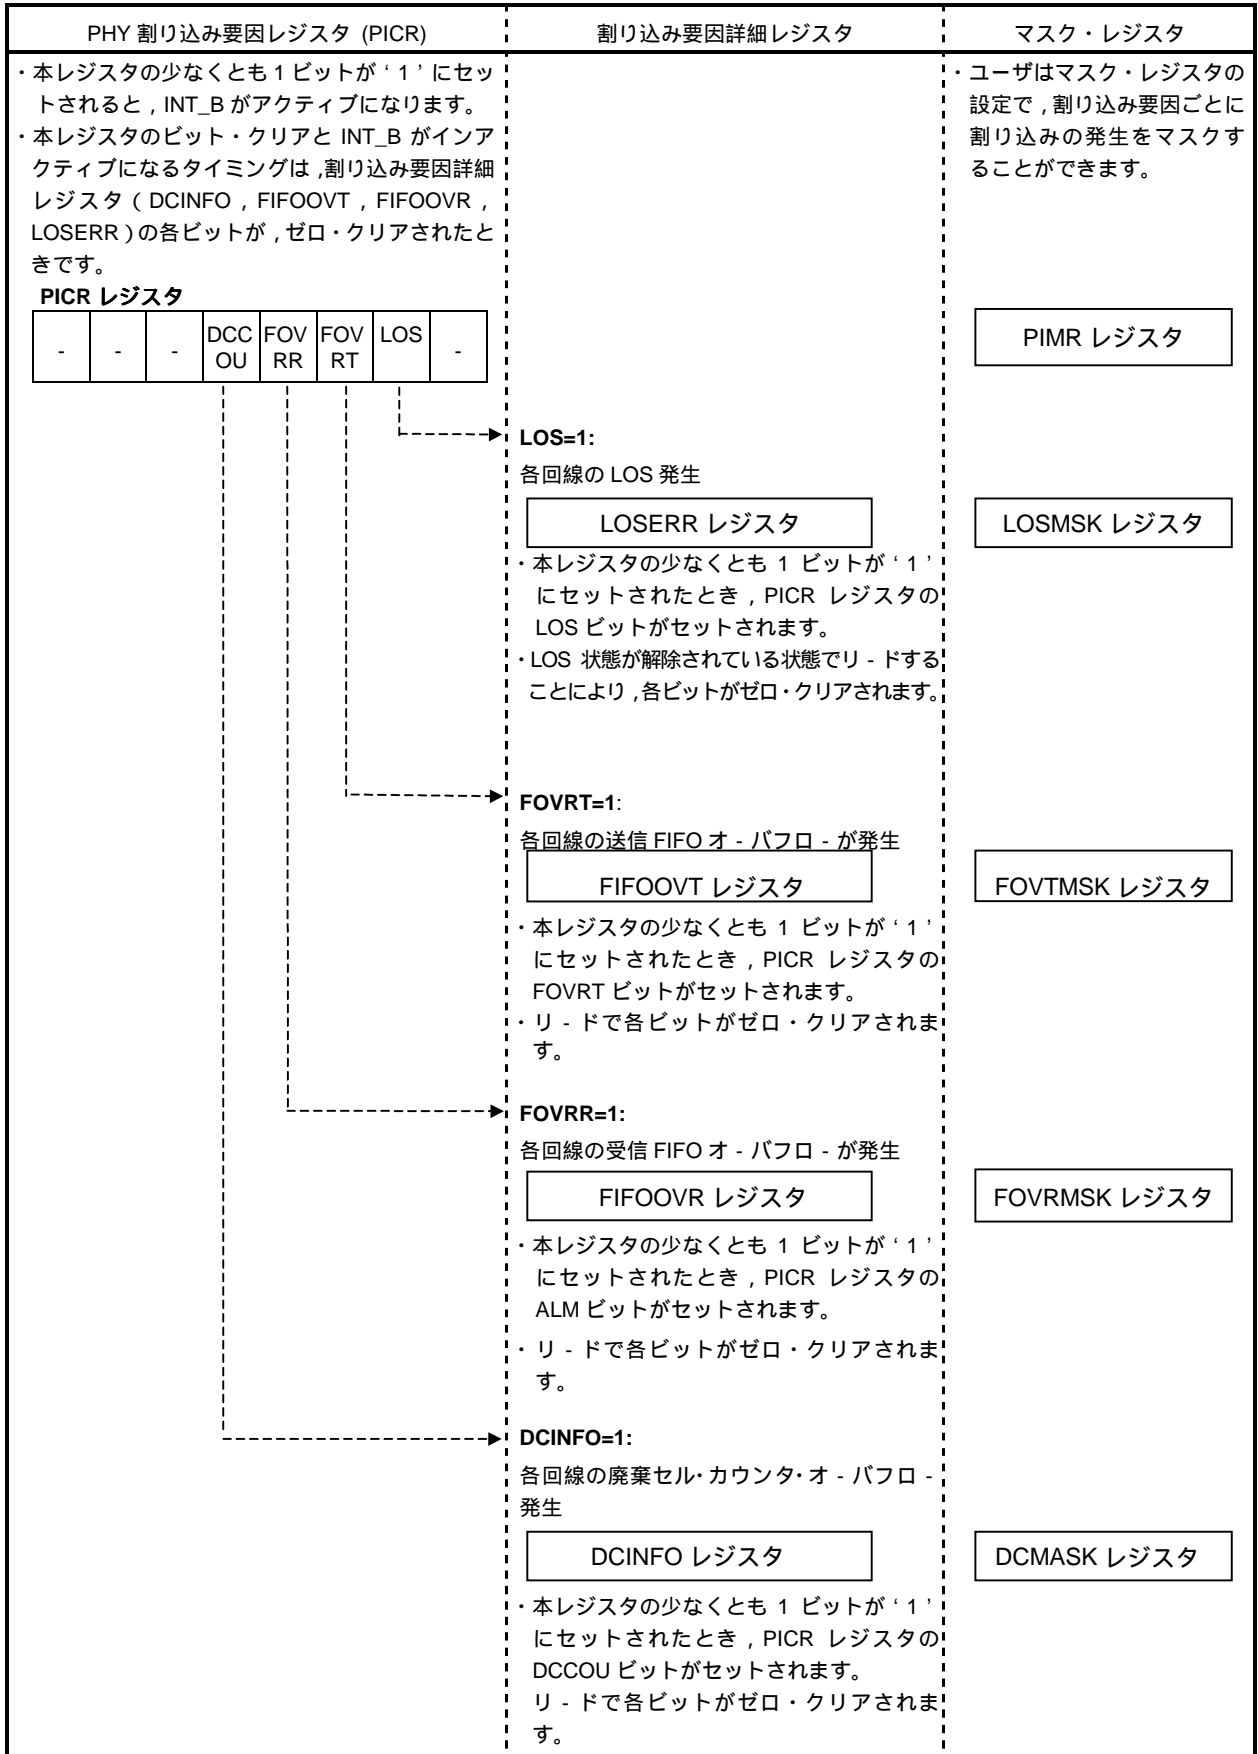 PHY 割り込み要因レジスタ (PICR)
割り込み要因詳細レジスタ
マスク・レジスタ
・本レジスタの少なくとも 1 ビットが ‘ 1 ’ にセッ
トされると , INT_B がアクティブになります。
・本レジスタのビット・クリアと INT_B がインア
クティブになるタイミングは ,割り込み要因詳細
レジスタ ( DCINFO , FIFOOVT , FIFOOVR ,
LOSERR ) の各ビットが , ゼロ・クリアされたと
きです。
PICR レジスタ
- - - DCC FOV FOV LOS -
OU RR RT
・ユーザはマスク・レジスタの
設定で , 割り込み要因ごとに
割り込みの発生をマスクす
ることができます。
PIMR レジスタ
LOS=1:
各回線の LOS 発生
LOSERR レジスタ
LOSMSK レジスタ
・本レジスタの少なくとも 1 ビットが ‘ 1 ’
にセットされたとき , PICR レジスタの
LOS ビットがセットされます。
・LOS 状態が解除されている状態でリ - ドする
ことにより , 各ビットがゼロ・クリアされます。
FOVRT=1:
各回線の送信 FIFO オ - バフロ - が発生
FIFOOVT レジスタ
FOVTMSK レジスタ
・本レジスタの少なくとも 1 ビットが ‘ 1 ’
にセットされたとき , PICR レジスタの
FOVRT ビットがセットされます。
・リ - ドで各ビットがゼロ・クリアされま
す。
FOVRR=1:
各回線の受信 FIFO オ - バフロ - が発生
FIFOOVR レジスタ
FOVRMSK レジスタ
・本レジスタの少なくとも 1 ビットが ‘ 1 ’
にセットされたとき , PICR レジスタの
ALM ビットがセットされます。
・リ - ドで各ビットがゼロ・クリアされま
す。
DCINFO=1:
各回線の廃棄セル・カウンタ・オ - バフロ -
発生
DCINFO レジスタ
DCMASK レジスタ
・本レジスタの少なくとも 1 ビットが ‘ 1 ’
にセットされたとき , PICR レジスタの
DCCOU ビットがセットされます。
リ - ドで各ビットがゼロ・クリアされま
す。